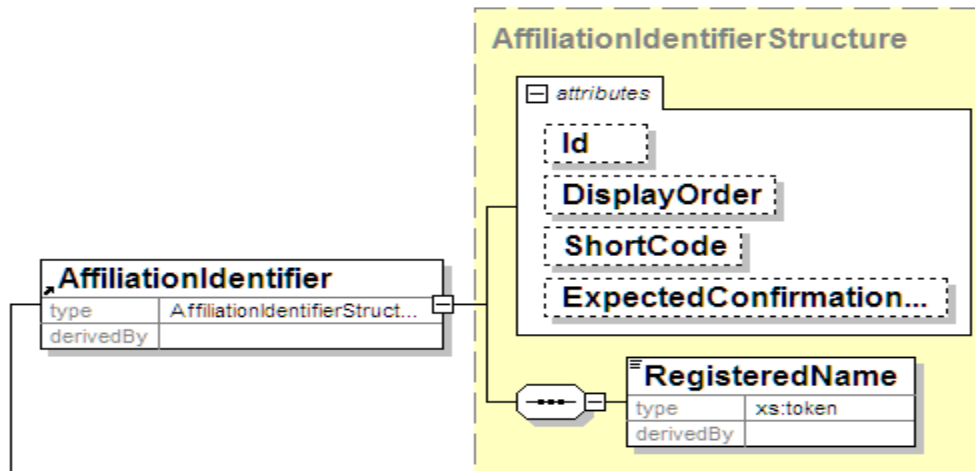 AffiliationIdentifierStructure
attributes
Id
DisplayOrder
ShortCode
ExpectedConfirmation...
AffiliationIdentifier
type AffiliationIdentifierStruct...
derivedBy
RegisteredName
type xs:token
derivedBy